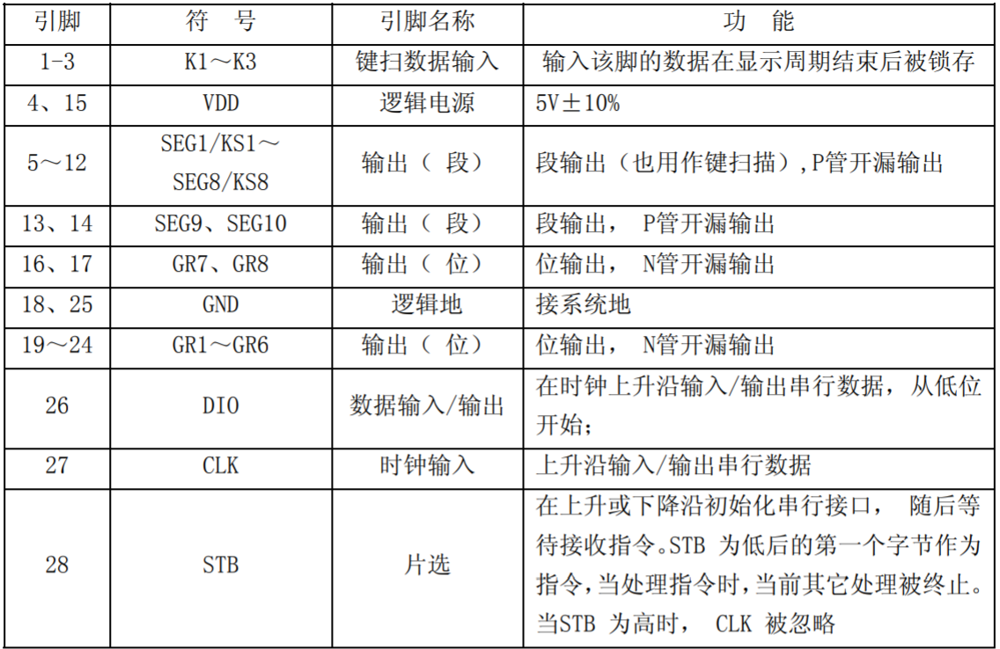 引脚 符 号 引脚名称 功 能
1-3 K1～K3 键扫数据输入 输入该脚的数据在显示周期结束后被锁存
4、15 VDD 逻辑电源 5V±10%
5～12 SEG1/KS1～
SEG8/KS8 输出（ 段） 段输出（也用作键扫描）,P管开漏输出
13、14 SEG9、SEG10 输出（ 段） 段输出， P管开漏输出
16、17 GR7、GR8 输出（ 位） 位输出， N管开漏输出
18、25 GND 逻辑地 接系统地
19～24 GR1～GR6 输出（ 位） 位输出， N管开漏输出
26 DIO 数据输入/输出 在时钟上升沿输入/输出串行数据，从低位
开始；
27 CLK 时钟输入 上升沿输入/输出串行数据
28 STB 片选 在上升或下降沿初始化串行接口， 随后等
待接收指令。STB 为低后的第一个字节作为
指令,当处理指令时,当前其它处理被终止。
当STB 为高时， CLK 被忽略